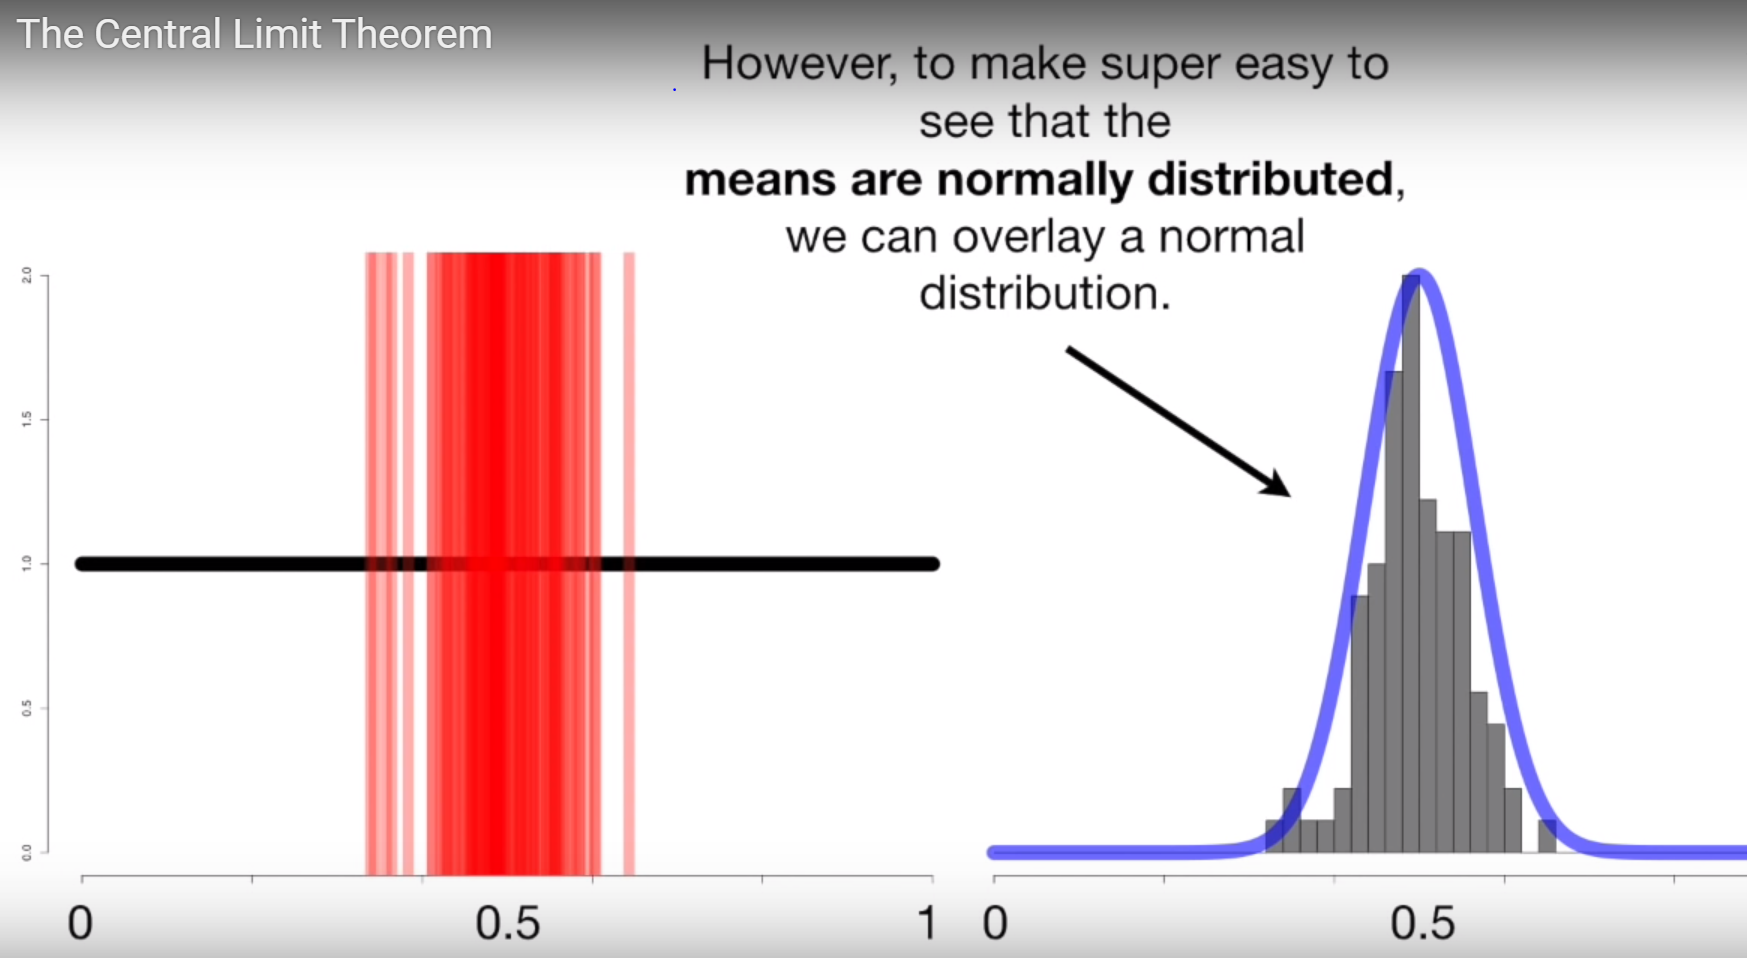 The Central Limit Theorem
However, to make super easy to
see that the
means are normally distributed,
we can overlay a normal
distribution.
2.0
1.5
1.0
0.5
0.0
0 0.5 1
0 0.5